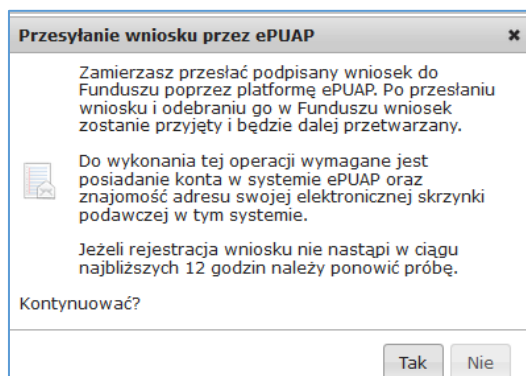 Przesyłanie wniosku przez ePUAP
Zamierzasz przesłać podpisany wniosek do
Funduszu poprzez platformę ePUAP. Po przesłaniu
wniosku i odebraniu go w Funduszu wniosek
zostanie przyjęty i będzie dalej przetwarzany.
Do wykonania tej operacji wymagane jest
posiadanie konta w systemie ePUAP oraz
znajomość adresu swojej elektronicznej skrzynki
podawczej w tym systemie.
Jeżeli rejestracja wniosku nie nastąpi w ciągu
najbliższych 12 godzin należy ponowić próbę.
Kontynuować?
Tak Nie